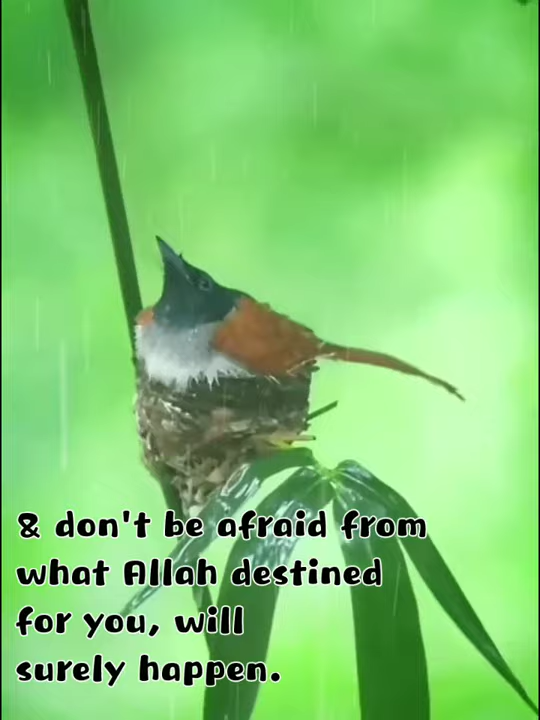 & don't be afraid from
what Allah destined
for you, will
surely happen.